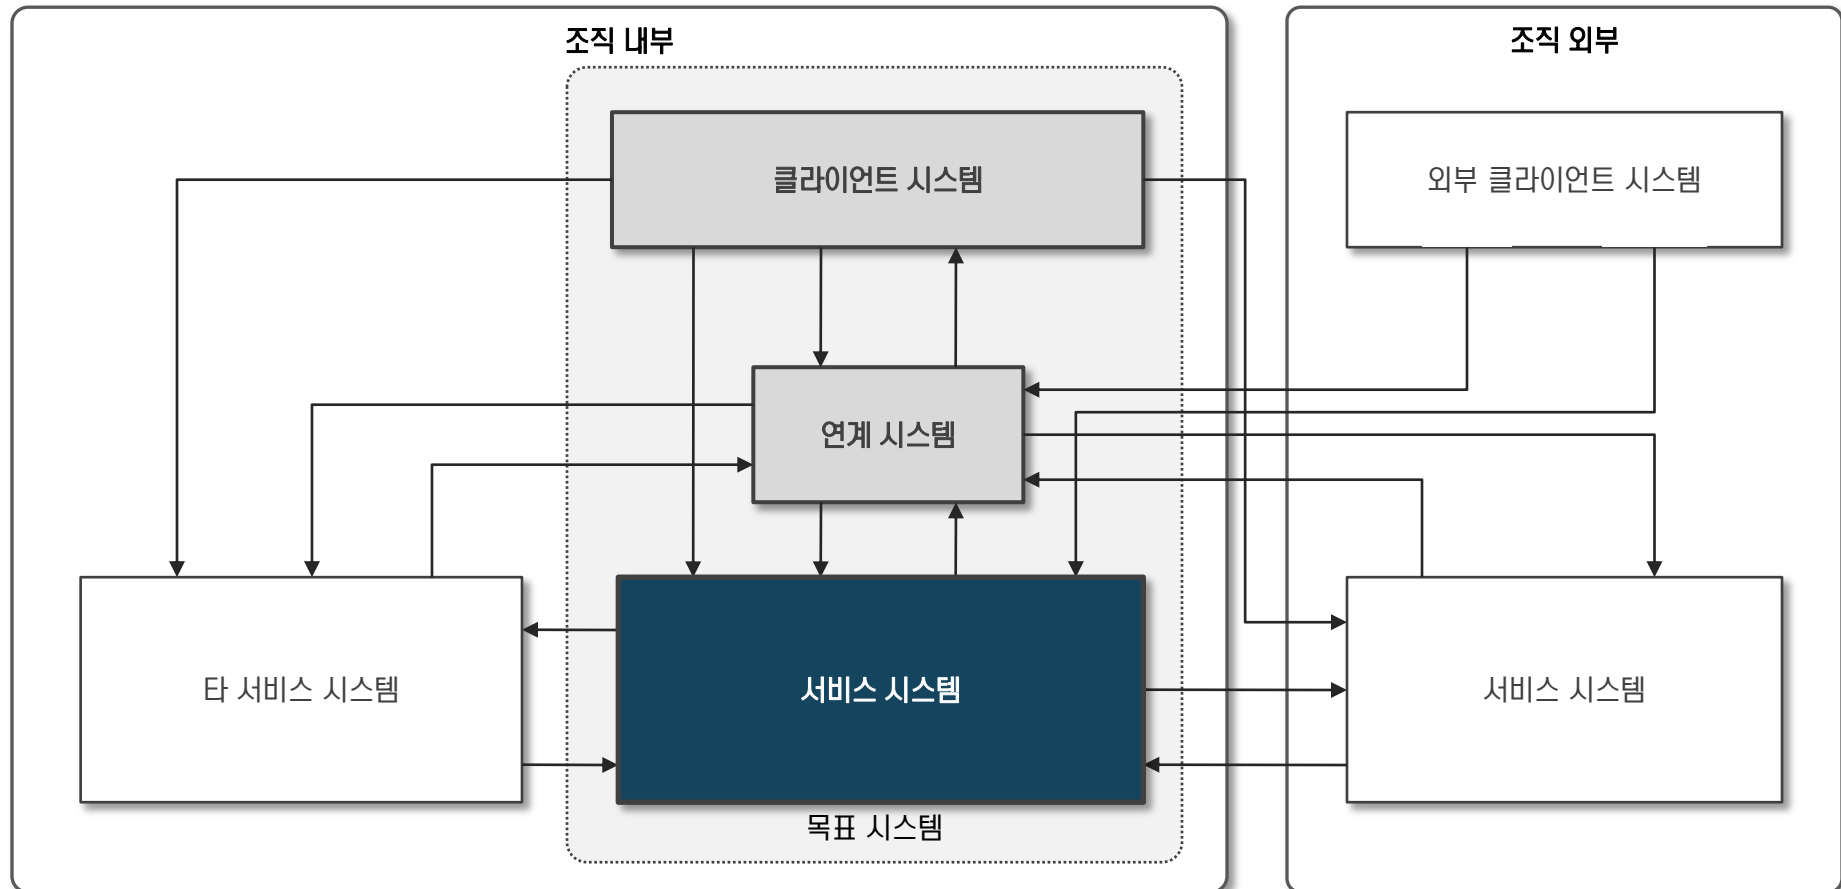 조직 내부
조직 외부
클라이언트 시스템
외부 클라이언트 시스템
연계 시스템
타 서비스 시스템
서비스 시스템
서비스 시스템
목표 시스템